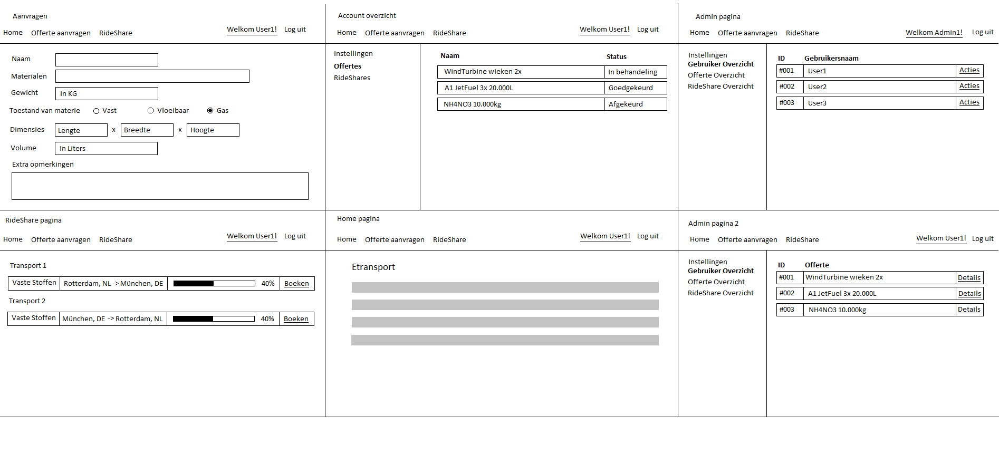 Aanvragen
Home Offerte aanvragen RideShare Welkom User1! Log uit
Naam
Materialen
Gewicht In KG
Toestand van materie Vast Vloeibaar Gas
Dimensies Lengte x Breedte x Hoogte
Volume In Liters
Extra opmerkingen
Account overzicht
Home Offerte aanvragen RideShare Welkom User1! Log uit
Instellingen
Offertes
RideShares
Naam Status
WindTurbine wieken 2x In behandeling
A1 JetFuel 3x 20.000L Goedgekeurd
NH4NO3 10.000kg Afgekeurd
Admin pagina
Home Offerte aanvragen RideShare Welkom Admin1! Log uit
Instellingen
Gebruiker Overzicht
Offerte Overzicht
RideShare Overzicht
ID Gebruikersnaam
#001 User1 Acties
#002 User2 Acties
#003 User3 Acties
RideShare pagina
Home Offerte aanvragen RideShare Welkom User1! Log uit
Transport 1
Vaste Stoffen Rotterdam, NL -> München, DE 40% Boeken
Transport 2
Vaste Stoffen München, DE -> Rotterdam, NL 40% Boeken
Home pagina
Home Offerte aanvragen RideShare Welkom User1! Log uit
Etransport
Admin pagina 2
Home Offerte aanvragen RideShare Welkom User1! Log uit
Instellingen
Gebruiker Overzicht
Offerte Overzicht
RideShare Overzicht
ID Offerte
#001 WindTurbine wieken 2x Details
#002 A1 JetFuel 3x 20.000L Details
#003 NH4NO3 10.000kg Details